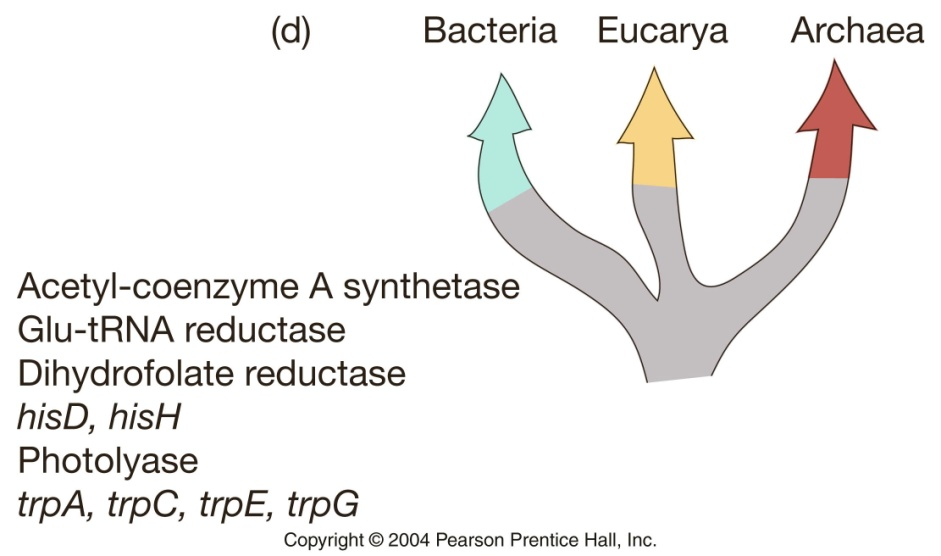 (d) Bacteria Eucarya Archaea
Acetyl-coenzyme A synthetase
Glu-tRNA reductase
Dihydrofolate reductase
hisD, hisH
Photolyase
trpA, trpC, trpE, trpG
Copyright © 2004 Pearson Prentice Hall, Inc.